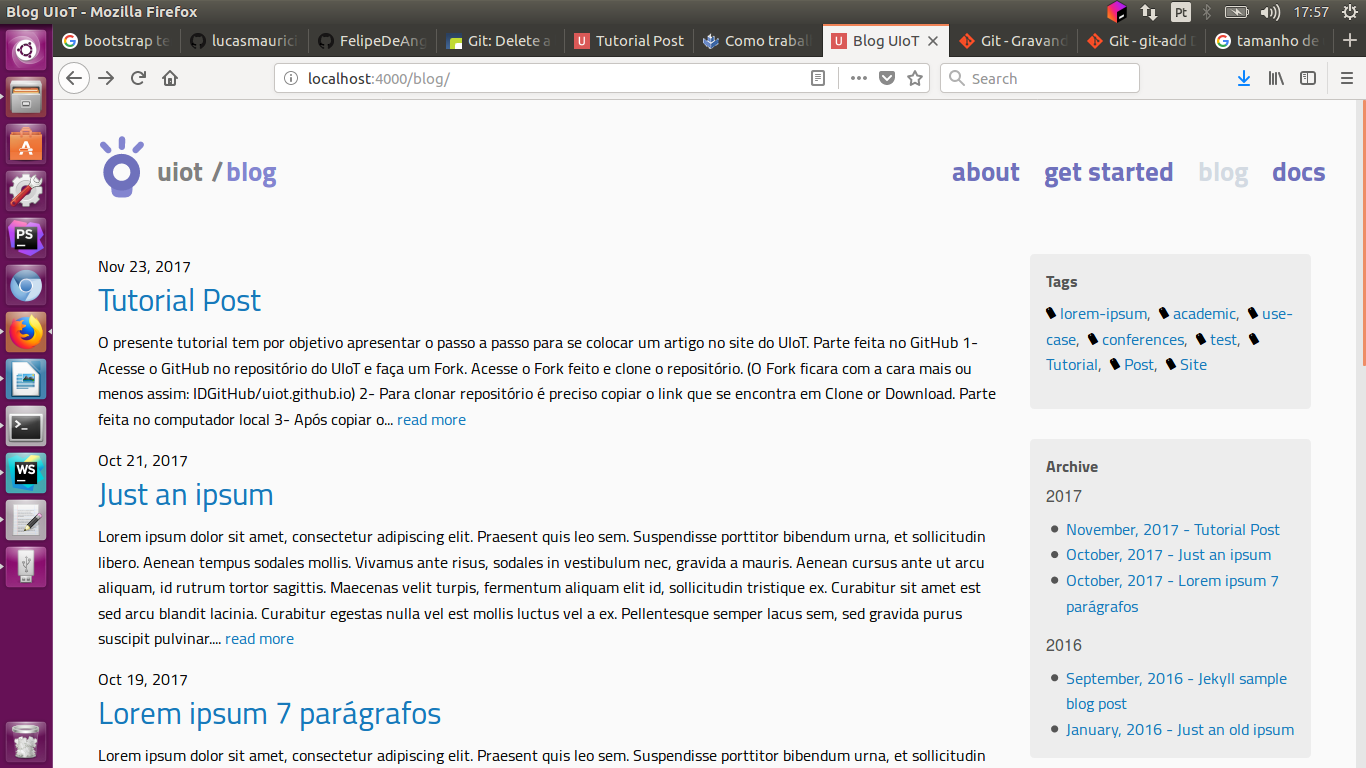 Blog UIoT - Mozilla Firefox
Pt
17:57
bootstrap te
lucasmaurici
FelipeDeAng
Git: Delete a
Tutorial Post
Como trabal
Blog UIoT
Git - Gravand
Git - git-add D
tamanho de
localhost:4000/blog/
Search
uiot /blog
about get started blog docs
Nov 23, 2017
Tutorial Post
O presente tutorial tem por objetivo apresentar o passo a passo para se colocar um artigo no site do UIoT. Parte feita no GitHub 1-
Acesse o GitHub no repositório do UIoT e faça um Fork. Acesse o Fork feito e clone o repositório. (O Fork ficara com a cara mais ou
menos assim: IDGitHub/uiot.github.io) 2- Para clonar repositório é preciso copiar o link que se encontra em Clone or Download. Parte
feita no computador local 3- Após copiar o... read more
Oct 21, 2017
Just an ipsum
Lorem ipsum dolor sit amet, consectetur adipiscing elit. Praesent quis leo sem. Suspendisse porttitor bibendum urna, et sollicitudin
libero. Aenean tempus sodales mollis. Vivamus ante risus, sodales in vestibulum nec, gravida a mauris. Aenean cursus ante ut arcu
aliquam, id rutrum tortor sagittis. Maecenas velit turpis, fermentum aliquam elit id, sollicitudin tristique ex. Curabitur sit amet est
sed arcu blandit lacinia. Curabitur egestas nulla vel est mollis luctus vel a ex. Pellentesque semper lacus sem, sed gravida purus
suscipit pulvinar.... read more
Oct 19, 2017
Lorem ipsum 7 parágrafos
Lorem ipsum dolor sit amet, consectetur adipiscing elit. Praesent quis leo sem. Suspendisse porttitor bibendum urna, et sollicitudin
Tags
lorem-ipsum, academic, use-
case, conferences, test,
Tutorial, Post, Site
Archive
2017
November, 2017 - Tutorial Post
October, 2017 - Just an ipsum
October, 2017 - Lorem ipsum 7
parágrafos
2016
September, 2016 - Jekyll sample
blog post
January, 2016 - Just an old ipsum
PS
WS